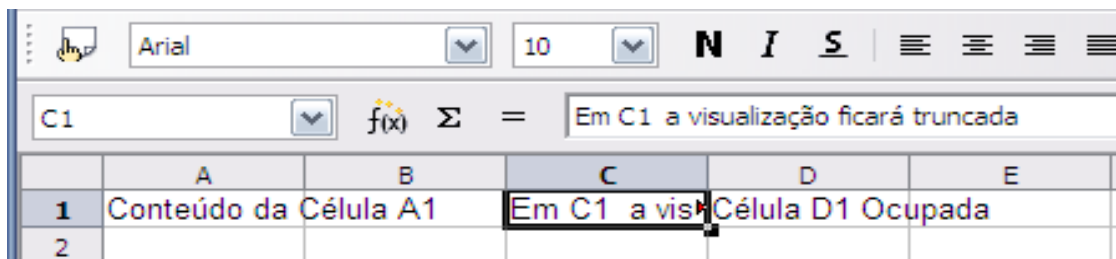 Arial 10 N I S
C1 f(x) Σ = Em C1 a visualização ficará truncada
A B C D E
1 Conteúdo da Célula A1 Em C1 a vis Célula D1 Ocupada
2